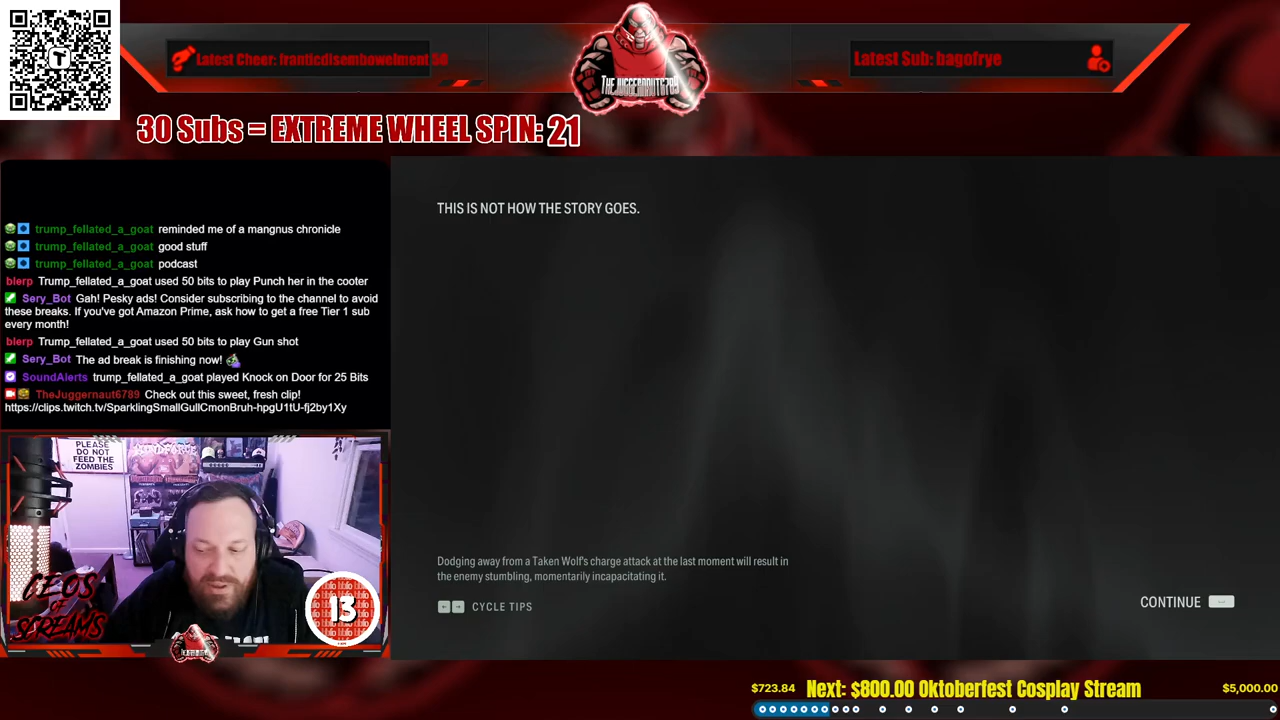 Latest Cheer: franticdisembowelment 50
THEJUGGERNAUT6789
Latest Sub: bagofrye
30 Subs = EXTREME WHEEL SPIN: 21
trump_fellated_a_goat reminded me of a mangnus chronicle
trump_fellated_a_goat good stuff
trump_fellated_a_goat podcast
blerp Trump_fellated_a_goat used 50 bits to play Punch her in the cooter
Sery_Bot Gah! Pesky ads! Consider subscribing to the channel to avoid
these breaks. If you've got Amazon Prime, ask how to get a free Tier 1 sub
every month!
blerp Trump_fellated_a_goat used 50 bits to play Gun shot
Sery_Bot The ad break is finishing now!
SoundAlerts trump_fellated_a_goat played Knock on Door for 25 Bits
TheJuggernaut6789 Check out this sweet, fresh clip!
https://clips.twitch.tv/SparklingSmallGullCmonBruh-hpgU1tU-fj2by1Xy
THIS IS NOT HOW THE STORY GOES.
Dodging away from a Taken Wolf's charge attack at the last moment will result in
the enemy stumbling, momentarily incapacitating it.
CYCLE TIPS
CONTINUE
PLEASE
DO NOT
FEED THE
ZOMBIES
CEOS
OF
SCREAMS
13
$723.84 Next: $800.00 Oktoberfest Cosplay Stream $5,000.00